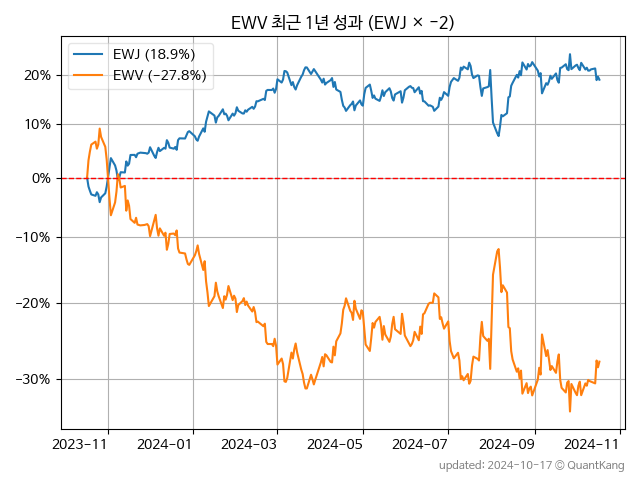 EWV 최근 1년 성과 (EWJ × −2)
EWJ (18.9%)
EWV (−27.8%)
20%
10%
0%
−10%
−20%
−30%
2023-11 2024-01 2024-03 2024-05 2024-07 2024-09 2024-11
updated: 2024-10-17 © QuantKang